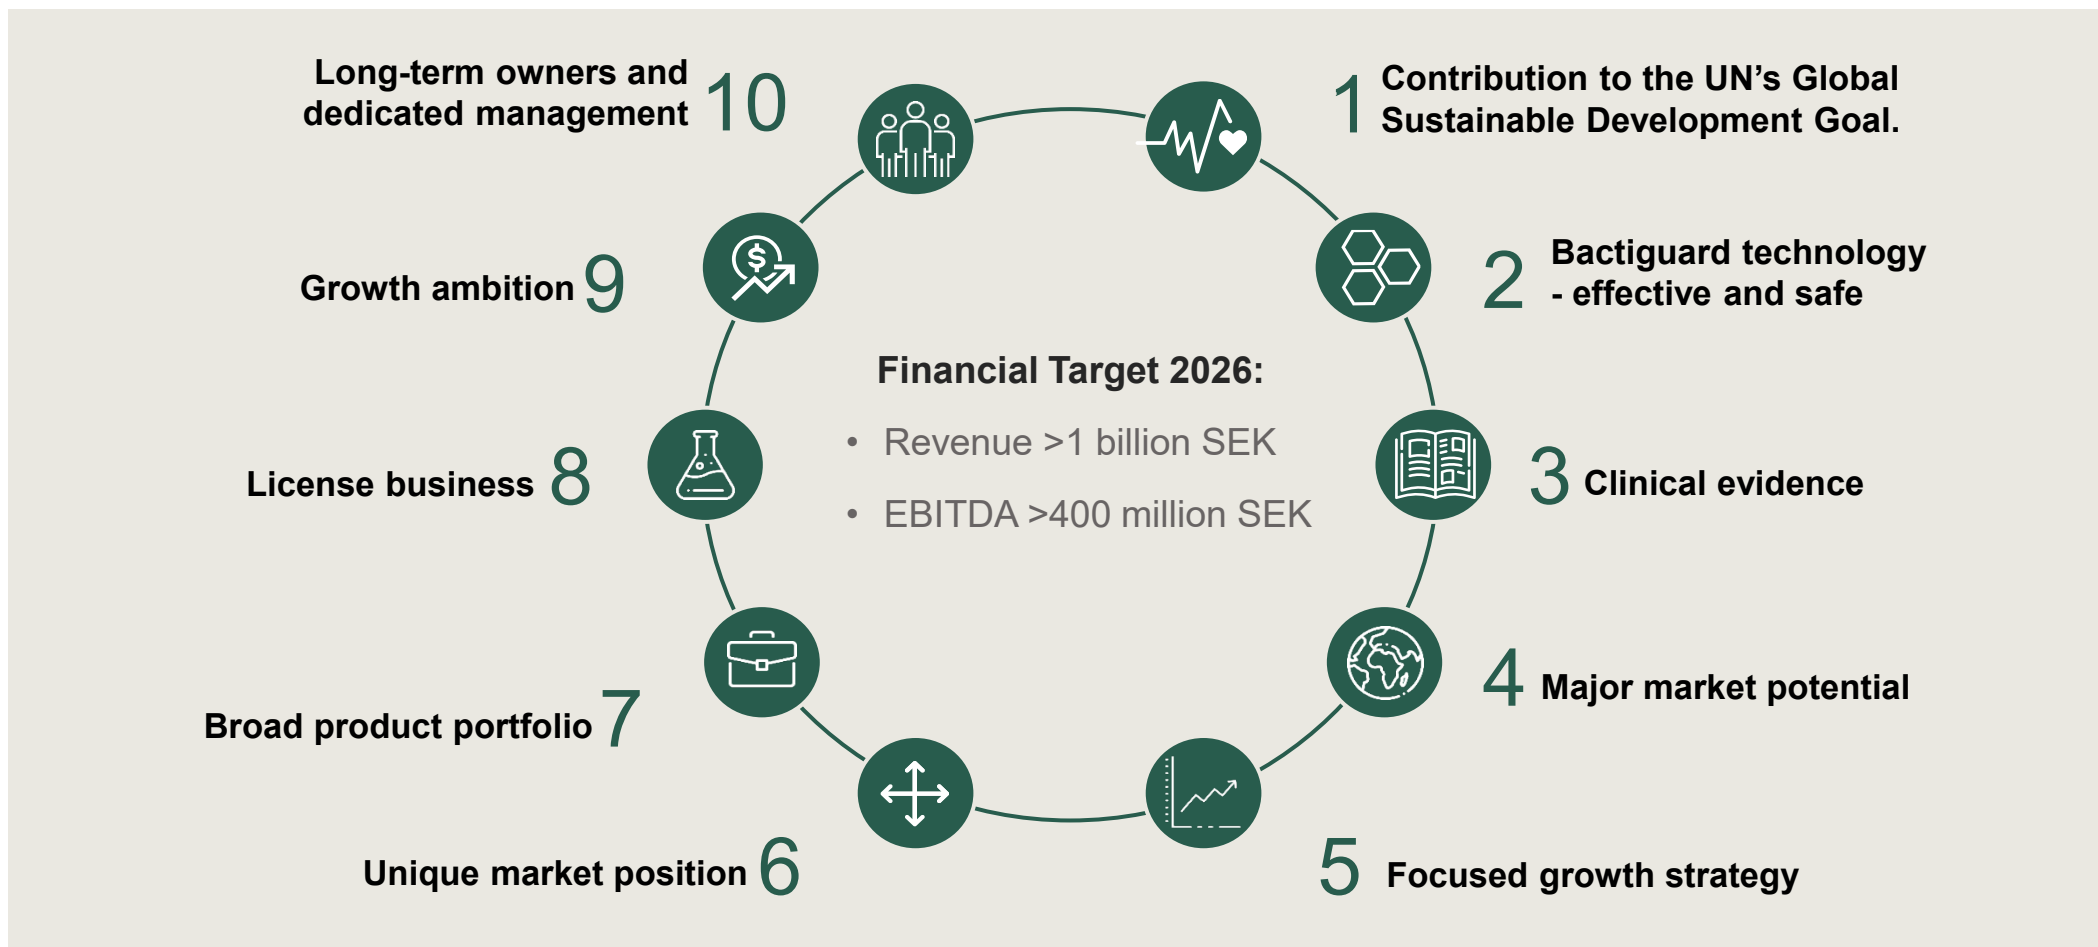 1
Contribution to the UN’s Global
Sustainable Development Goal.
2
Bactiguard technology
- effective and safe
3 Clinical evidence
4 Major market potential
5 Focused growth strategy
Unique market position 6
Broad product portfolio 7
License business 8
Growth ambition 9
Long-term owners and
dedicated management
10
Financial Target 2026:
• Revenue >1 billion SEK
• EBITDA >400 million SEK
$